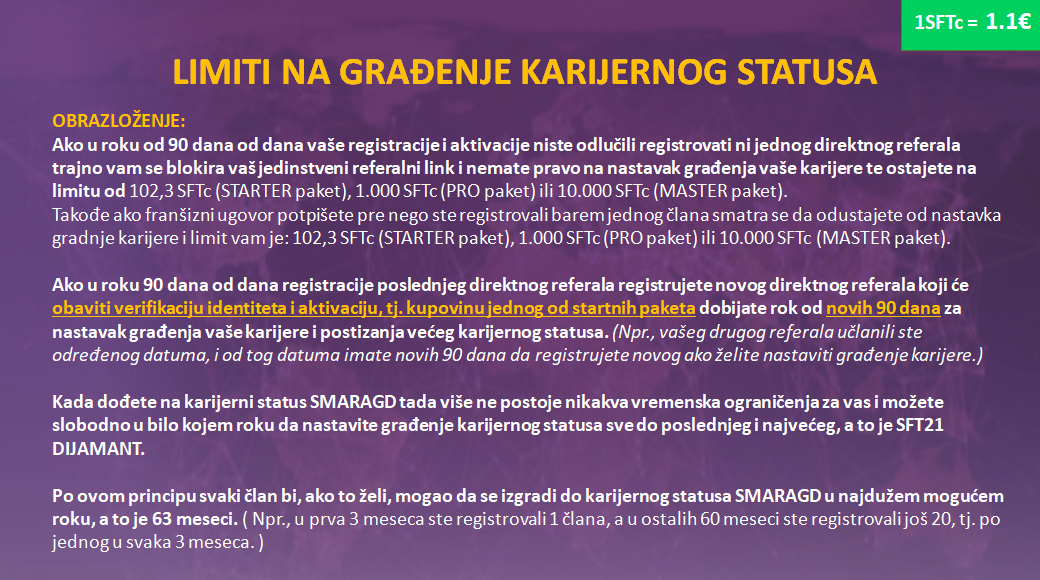 1SFTc = 1.1€
LIMITI NA GRAĐENJE KARIJERNOG STATUSA
OBRAZLOŽENJE:
Ako u roku od 90 dana od dana vaše registracije i aktivacije niste odlučili registrovati ni jednog direktnog referala
trajno vam se blokira vaš jedinstveni referalni link i nemate pravo na nastavak građenja vaše karijere te ostajete na
limitu od 102,3 SFTc (STARTER paket), 1.000 SFTc (PRO paket) ili 10.000 SFTc (MASTER paket).
Takođe ako franšizni ugovor potpišete pre nego ste registrovali barem jednog člana smatra se da odustajete od nastavka
gradnje karijere i limit vam je: 102,3 SFTc (STARTER paket), 1.000 SFTc (PRO paket) ili 10.000 SFTc (MASTER paket).
Ako u roku 90 dana od dana registracije poslednjeg direktnog referala registrujete novog direktnog referala koji će
obaviti verifikaciju identiteta i aktivaciju, tj. kupovinu jednog od startnih paketa dobijate rok od novih 90 dana za
nastavak građenja vaše karijere i postizanja većeg karijernog statusa. (Npr., vašeg drugog referala učlanili ste
određenog datuma, i od tog datuma imate novih 90 dana da registrujete novog ako želite nastaviti građenje karijere.)
Kada dođete na karijerni status SMARAGD tada više ne postoje nikakva vremenska ograničenja za vas i možete
slobodno u bilo kojem roku da nastavite građenje karijernog statusa sve do poslednjeg i najvećeg, a to je SFT21
DIJAMANT.
Po ovom principu svaki član bi, ako to želi, mogao da se izgradi do karijernog statusa SMARAGD u najdužem mogućem
roku, a to je 63 meseci. ( Npr., u prva 3 meseca ste registrovali 1 člana, a u ostalih 60 meseci ste registrovali još 20, tj. po
jednog u svaka 3 meseca. )